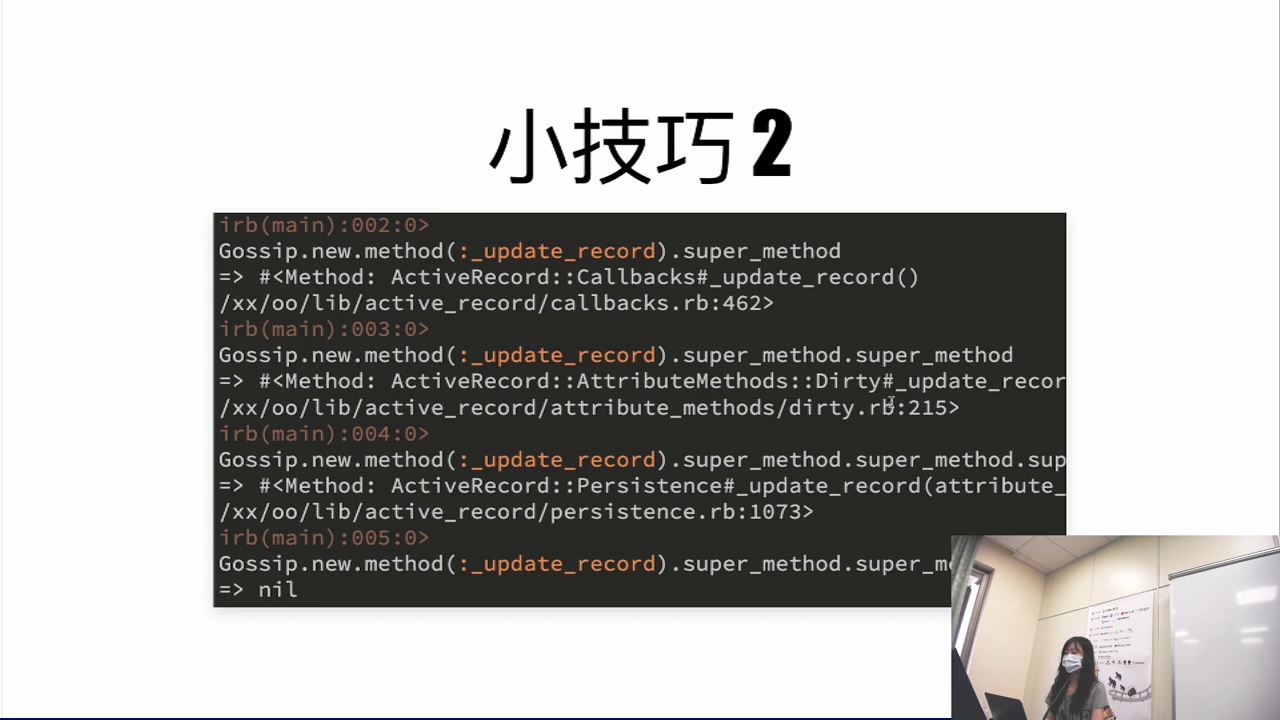 小技巧 2
irb(main):002:0>
Gossip.new.method(:_update_record).super_method
=> #<Method: ActiveRecord::Callbacks#_update_record()
/xx/oo/lib/active_record/callbacks.rb:462>
irb(main):003:0>
Gossip.new.method(:_update_record).super_method.super_method
=> #<Method: ActiveRecord::AttributeMethods::Dirty#_update_recor
/xx/oo/lib/active_record/attribute_methods/dirty.rb:215>
irb(main):004:0>
Gossip.new.method(:_update_record).super_method.super_method.sup
=> #<Method: ActiveRecord::Persistence#_update_record(attribute_
/xx/oo/lib/active_record/persistence.rb:1073>
irb(main):005:0>
Gossip.new.method(:_update_record).super_method.super_m
=> nil